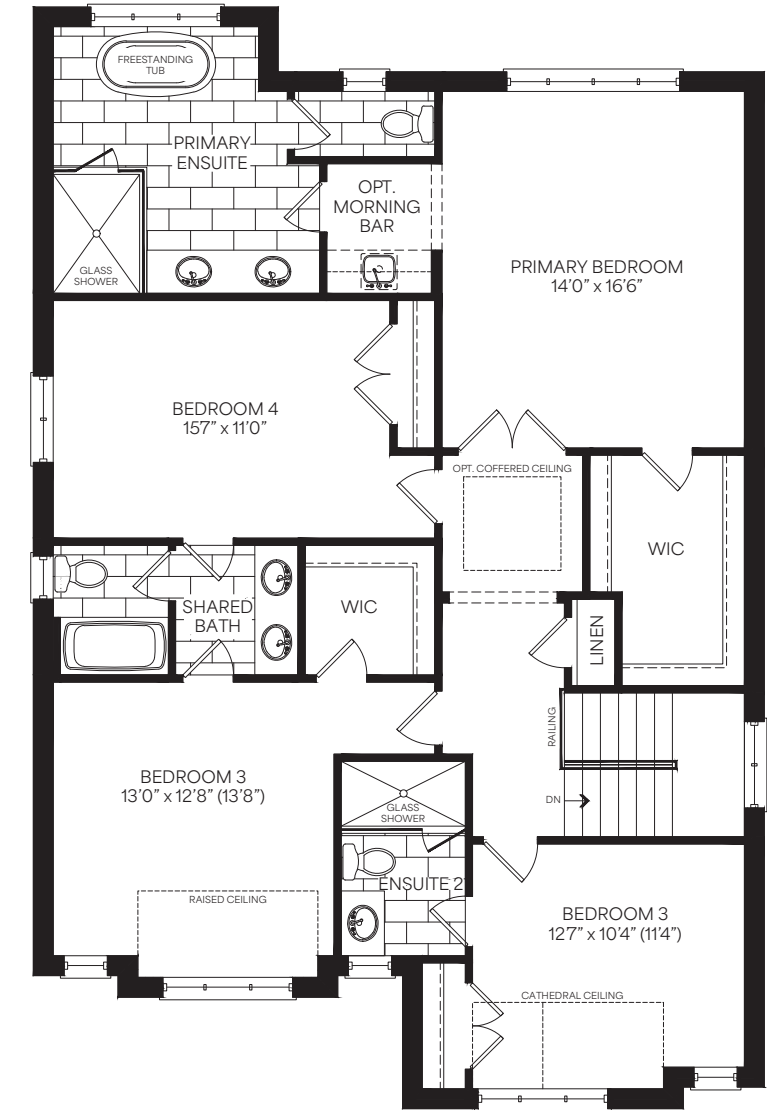 FREESTANDING
TUB
PRIMARY
ENSUITE
OPT.
MORNING
BAR
GLASS
SHOWER
PRIMARY BEDROOM
14'0" x 16'6"
BEDROOM 4
15'7" x 11'0"
OPT. COFFERED CEILING
WIC
SHARED
BATH
WIC
LINEN
RAILING
DN
BEDROOM 3
13'0" x 12'8" (13'8")
GLASS
SHOWER
ENSUITE 2
RAISED CEILING
BEDROOM 3
12'7" x 10'4" (11'4")
CATHEDRAL CEILING